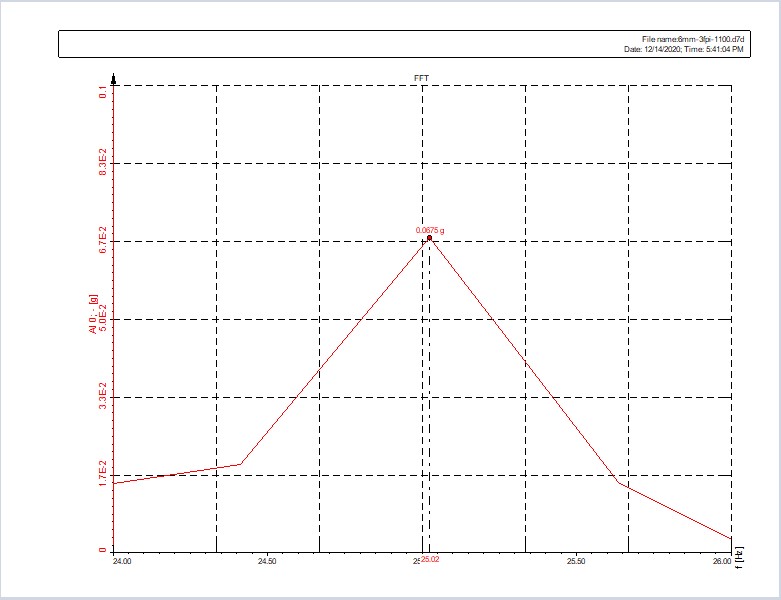 File name:6mm-3fpi-1100.d7d
Date: 12/14/2020; Time: 5:41:04 PM
FFT
0.1
8.3E-2
0.0675 g
6.7E-2
AI 0; - [g]
5.0E-2
3.3E-2
1.7E-2
0
24.00
24.50
25.02
25.50
26.00
f [Hz]